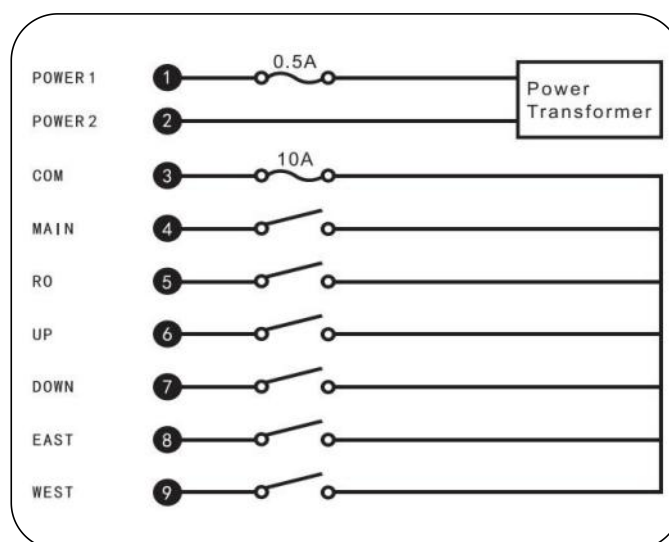 POWER1 1 0.5A
Power
Transformer
POWER2 2
COM 3 10A
MAIN 4
RO 5
UP 6
DOWN 7
EAST 8
WEST 9